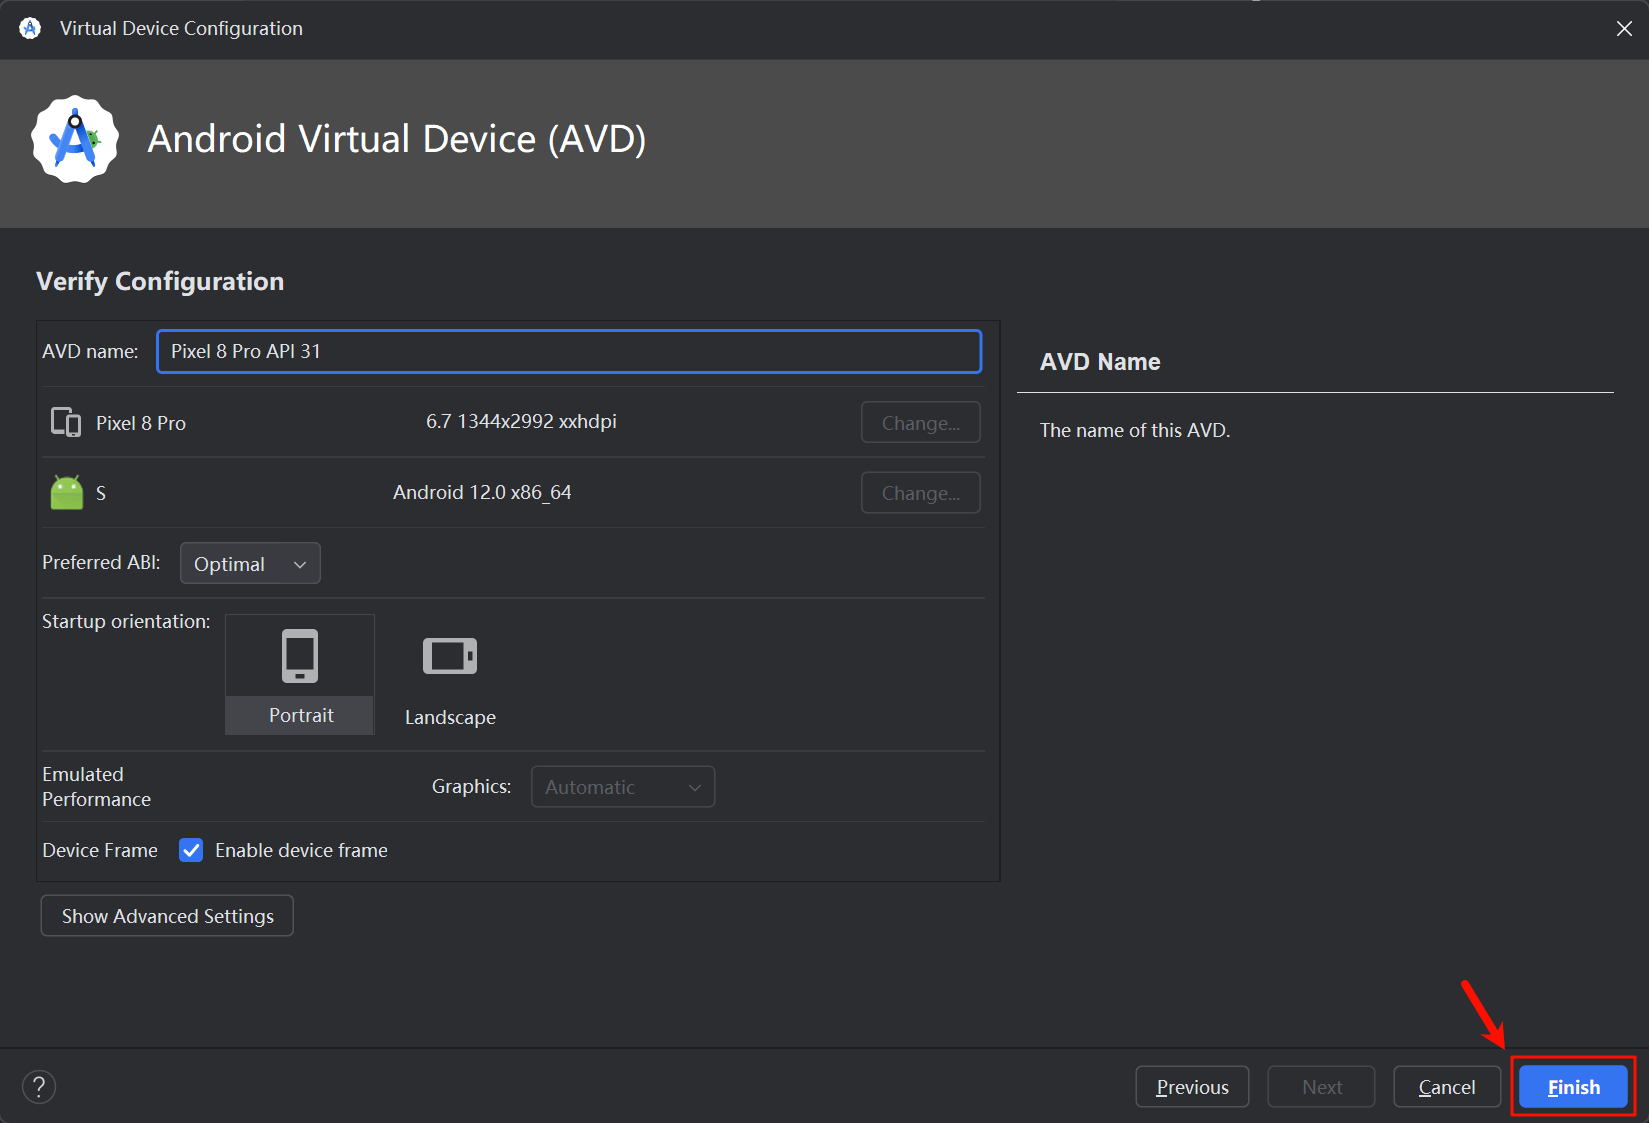 Virtual Device Configuration
Android Virtual Device (AVD)
Verify Configuration
AVD name: Pixel 8 Pro API 31
Pixel 8 Pro 6.7 1344x2992 xxhdpi Change...
S Android 12.0 x86_64 Change...
Preferred ABI: Optimal
Startup orientation:
Portrait
Landscape
Emulated
Performance
Graphics: Automatic
Device Frame Enable device frame
Show Advanced Settings
AVD Name
The name of this AVD.
?
Previous Next Cancel Finish